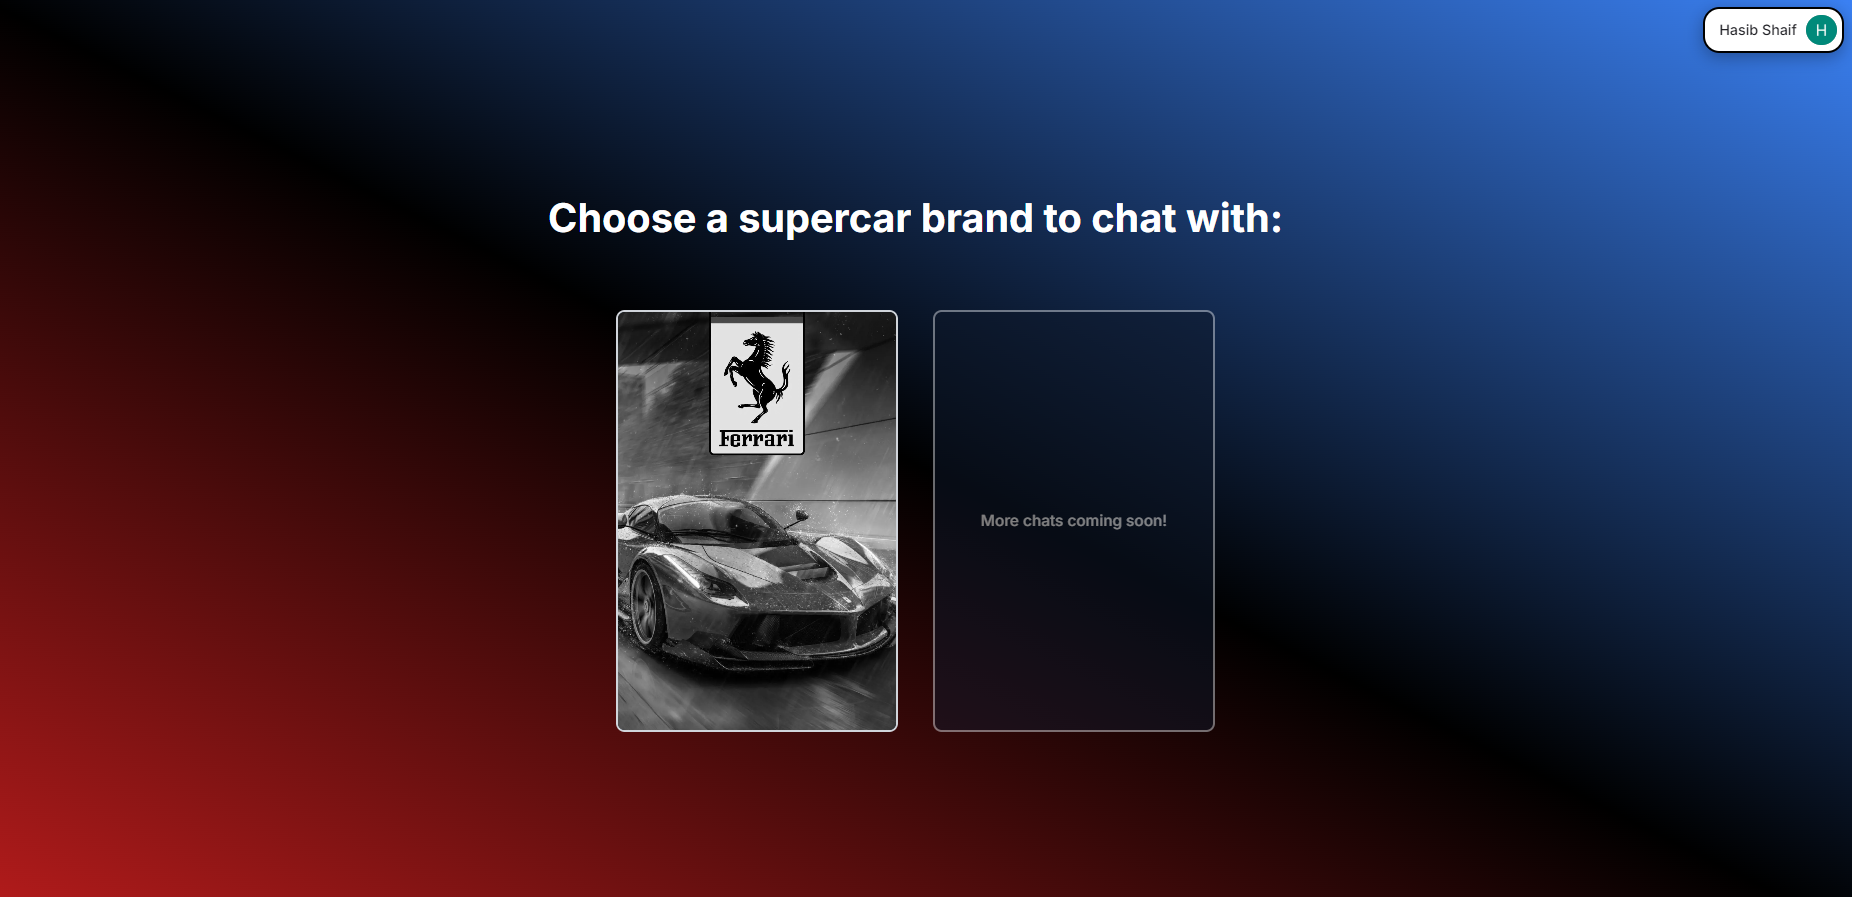 Hasib Shaif H
Choose a supercar brand to chat with:
Ferrari
More chats coming soon!